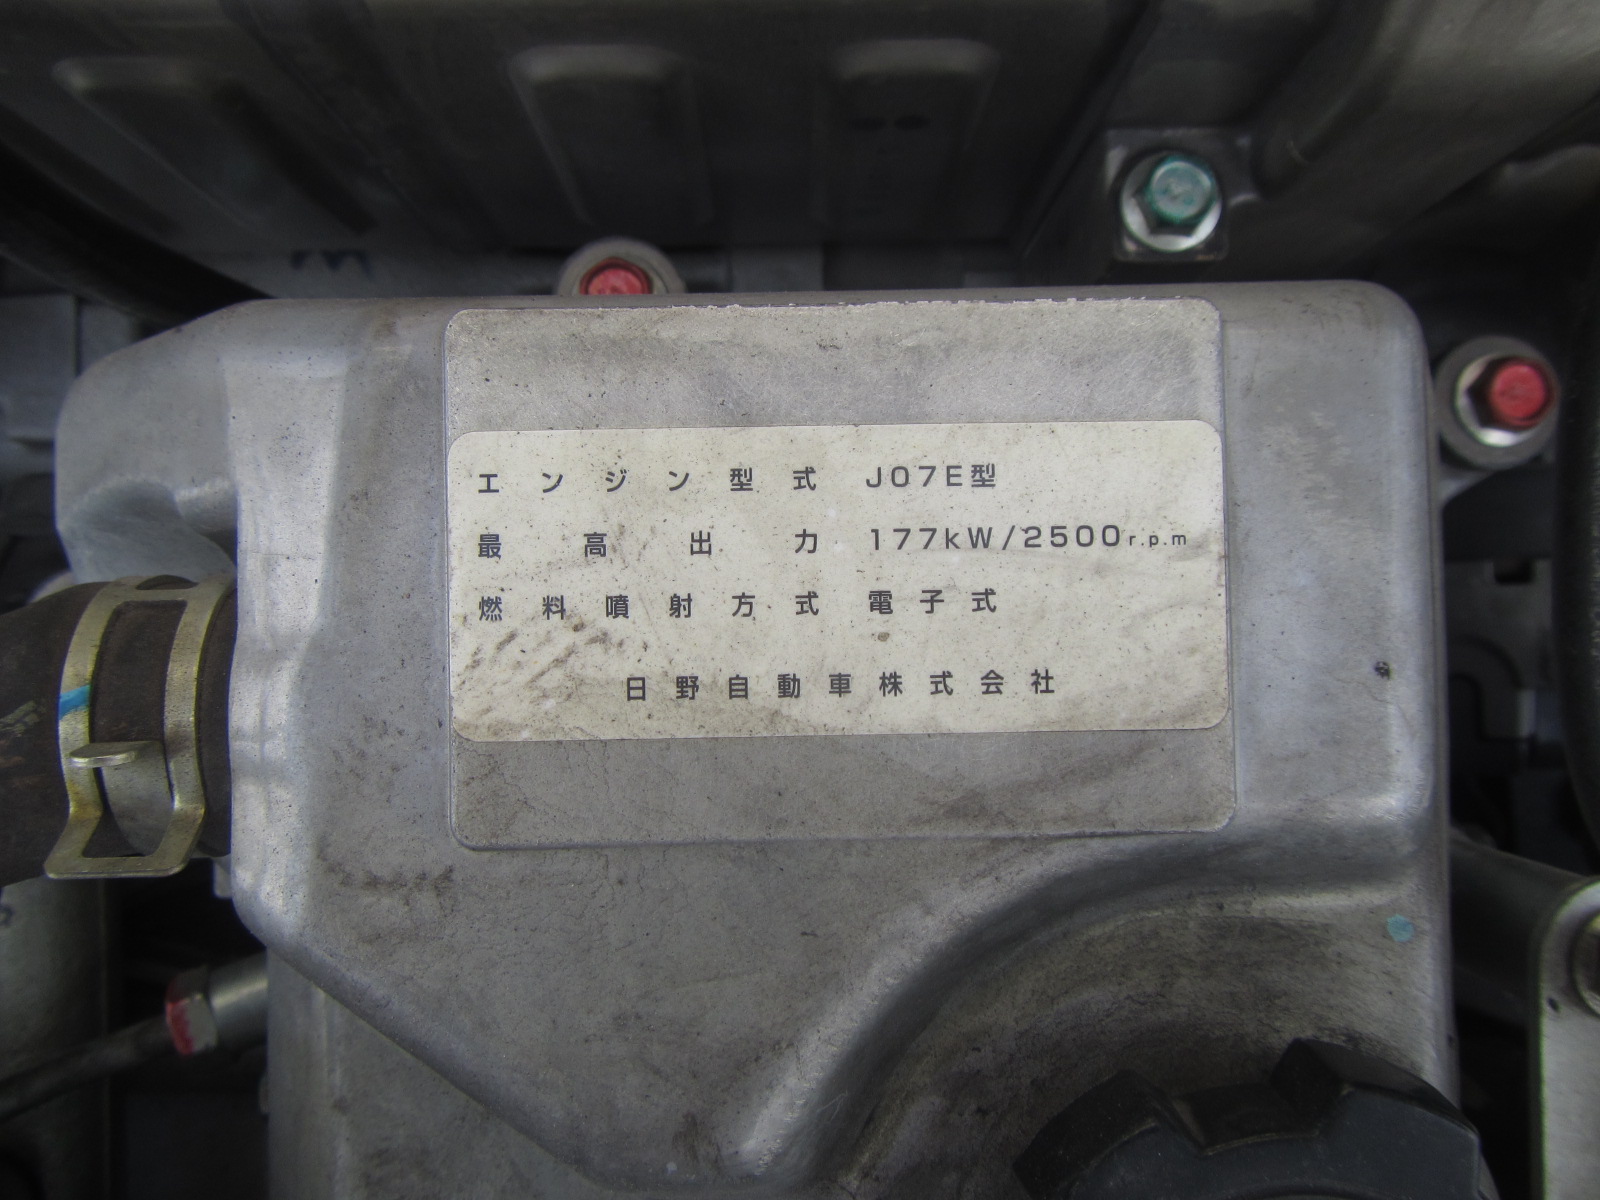 エンジン型式 J07E型
最高出力 177kW/2500r.p.m
燃料噴射方式 電子式
日野自動車株式会社